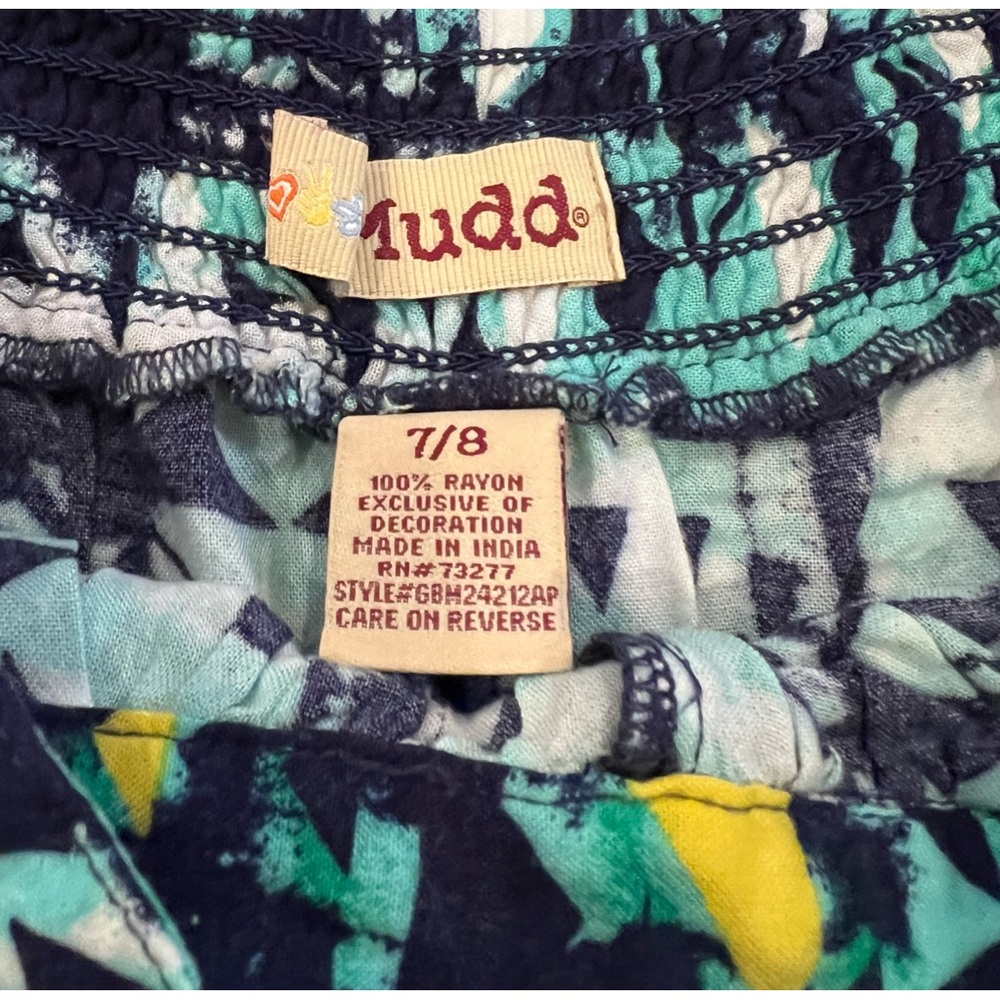 Mudd®
7/8
100% RAYON
EXCLUSIVE OF
DECORATION
MADE IN INDIA
RN#73277
STYLE#GBM24212AP
CARE ON REVERSE